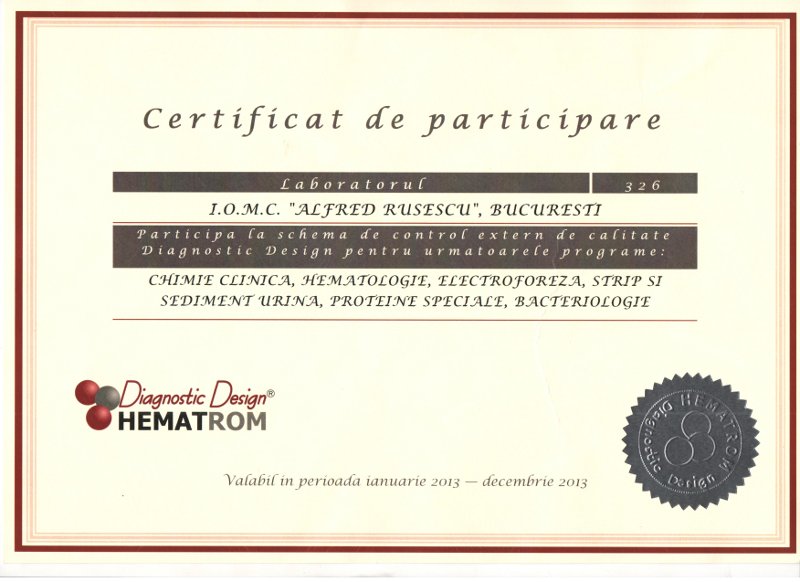 Certificat de participare
Laboratorul 326
I.O.M.C. "ALFRED RUSESCU", BUCURESTI
Participa la schema de control extern de calitate
Diagnostic Design pentru urmatoarele programe:
CHIMIE CLINICA, HEMATOLOGIE, ELECTROFOREZA, STRIP SI
SEDIMENT URINA, PROTEINE SPECIALE, BACTERIOLOGIE
Diagnostic Design®
HEMATROM
HEMATROM
Diagnostic Design
Valabil in perioada ianuarie 2013 — decembrie 2013